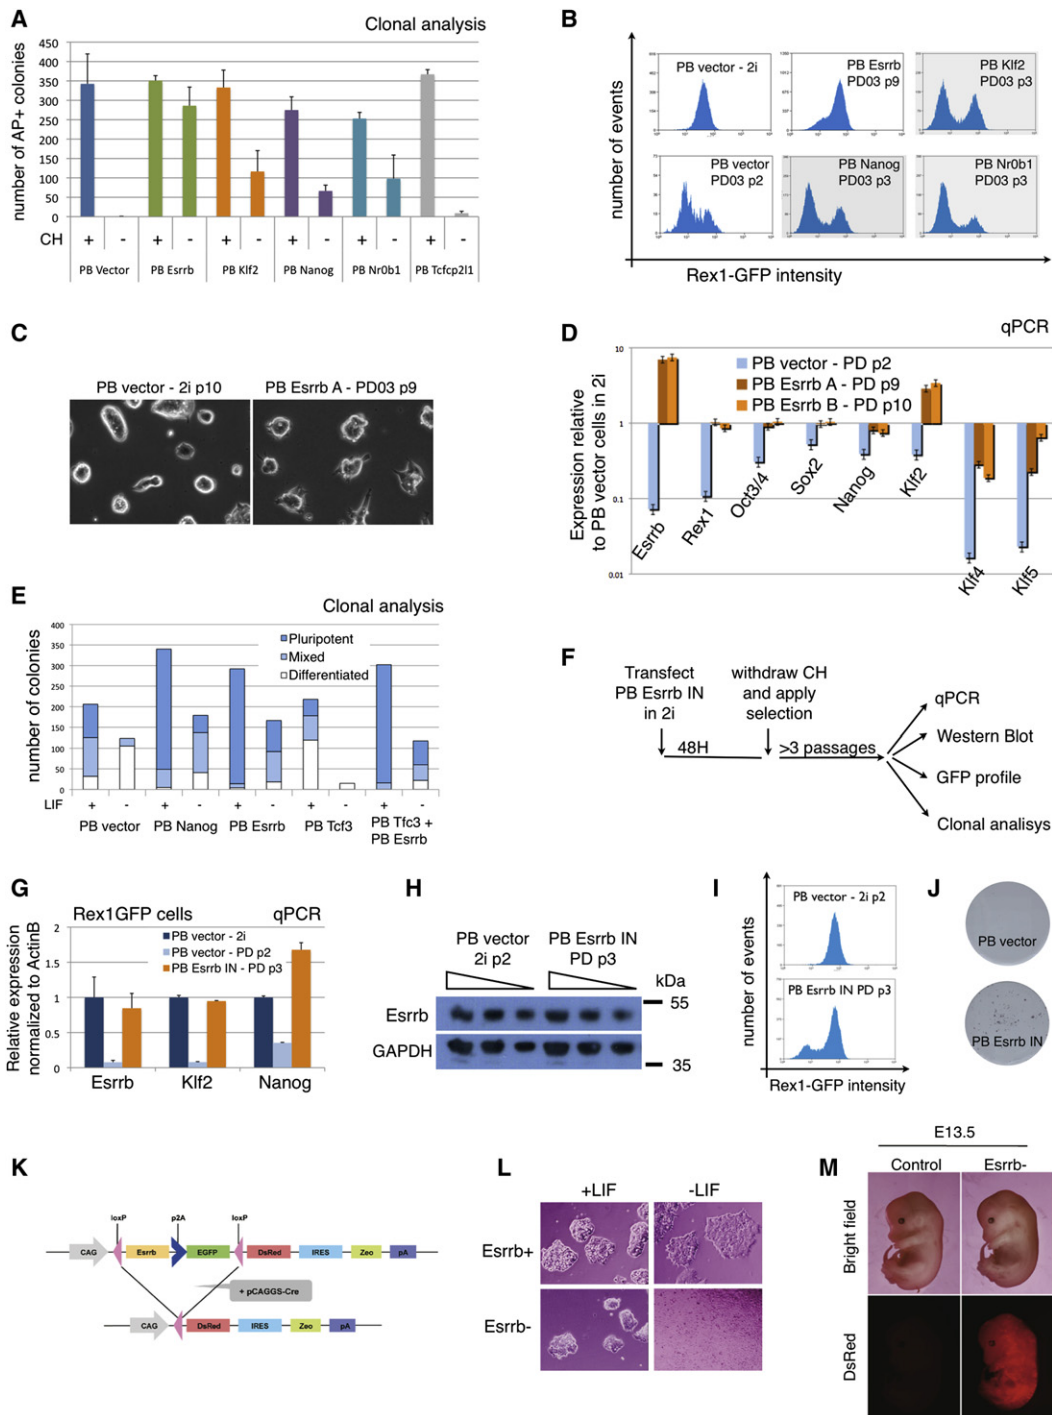 A
Clonal analysis
number of AP+ colonies
450
400
350
300
250
200
150
100
50
0
CH + - + - + - + - + - + -
PB Vector PB Esrrb PB Klf2 PB Nanog PB Nr0b1 PB Tcfcp2l1
B
number of events
PB vector - 2i
PB Esrrb
PD03 p9
PB Klf2
PD03 p3
PB vector
PD03 p2
PB Nanog
PD03 p3
PB Nr0b1
PD03 p3
Rex1-GFP intensity
C
PB vector - 2i p10
PB Esrrb A - PD03 p9
D
qPCR
Expression relative
to PB vector cells in 2i
10
1
0.1
0.01
PB vector - PD p2
PB Esrrb A - PD p9
PB Esrrb B - PD p10
Esrrb
Rex1
Oct3/4
Sox2
Nanog
Klf2
Klf4
Klf5
E
Clonal analysis
number of colonies
400
350
300
250
200
150
100
50
0
Pluripotent
Mixed
Differentiated
LIF + - + - + - + - + -
PB vector PB Nanog PB Esrrb PB Tcf3 PB Tfc3 +
PB Esrrb
F
Transfect
PB Esrrb IN
in 2i
withdraw CH
and apply
selection
48H
>3 passages
qPCR
Western Blot
GFP profile
Clonal analisys
G
Rex1GFP cells
qPCR
Relative expression
normalized to ActinB
2
1.5
1
0.5
0
PB vector - 2i
PB vector - PD p2
PB Esrrb IN - PD p3
Esrrb Klf2 Nanog
H
PB vector
2i p2
PB Esrrb IN
PD p3
kDa
Esrrb
55
GAPDH
35
I
number of events
PB vector - 2i p2
PB Esrrb IN PD p3
Rex1-GFP intensity
J
PB vector
PB Esrrb IN
K
loxP p2A loxP
CAG Esrrb EGFP DsRed IRES Zeo pA
+ pCAGGS-Cre
CAG DsRed IRES Zeo pA
L
+LIF -LIF
Esrrb+
Esrrb-
M
E13.5
Control Esrrb-
Bright field
DsRed